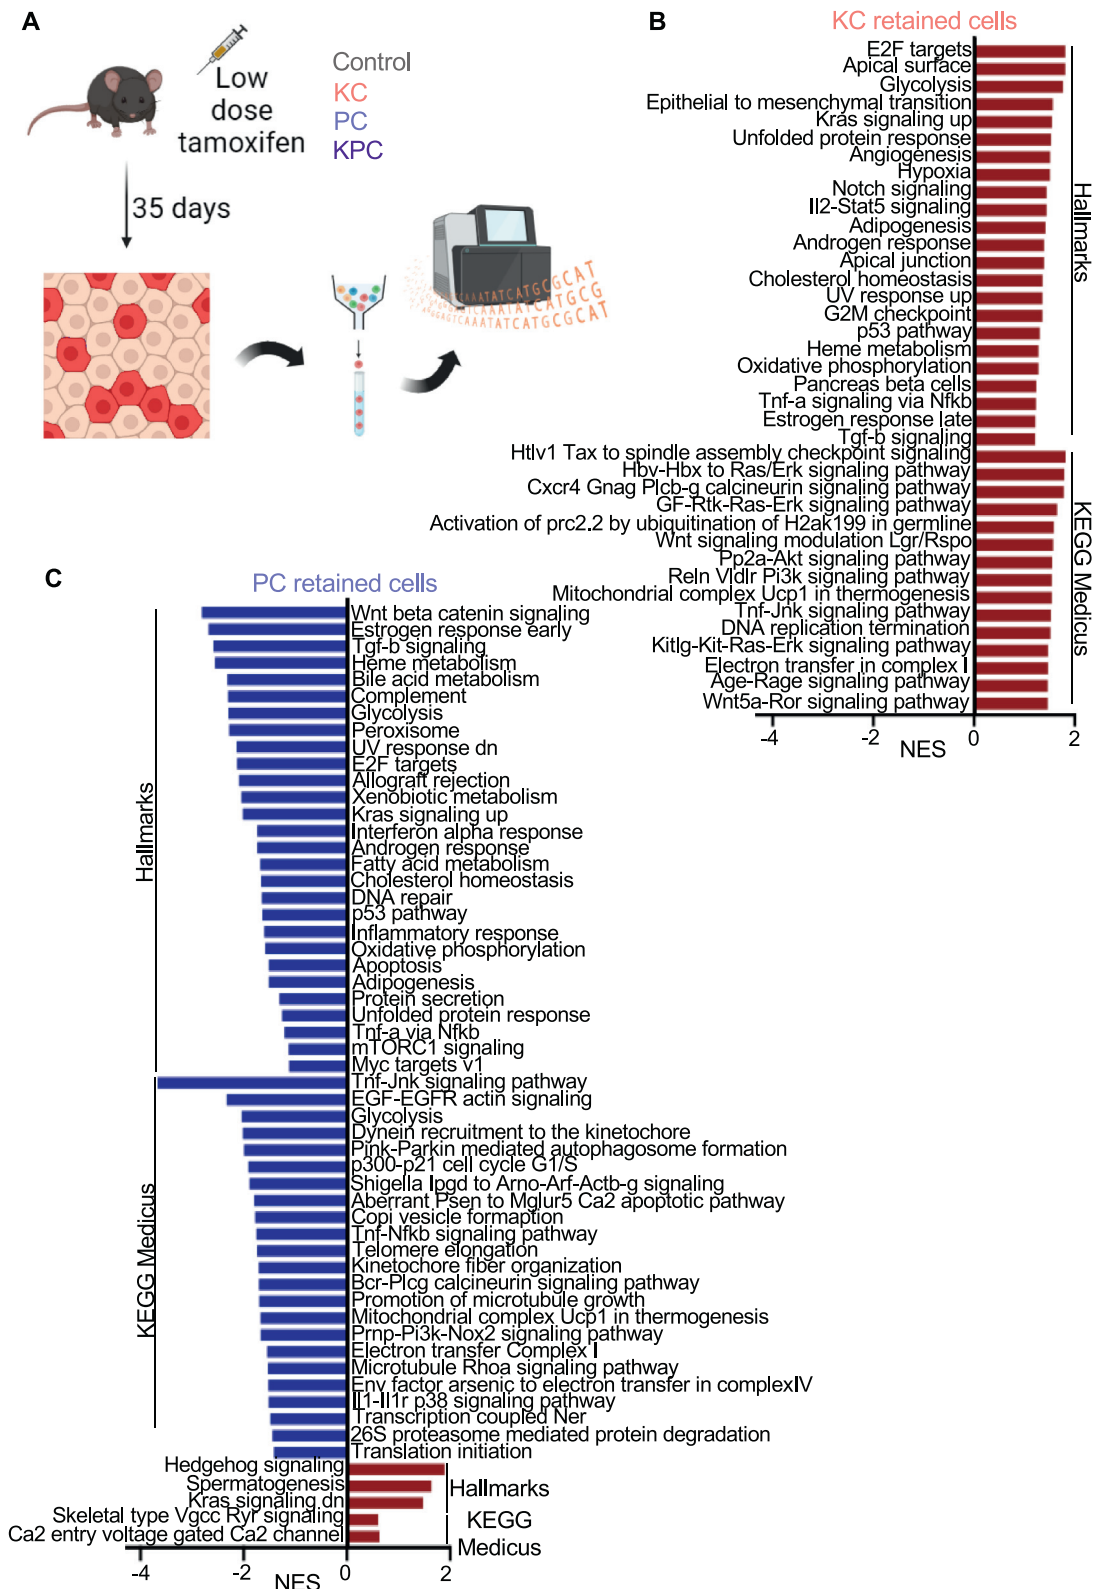 A
Low
dose
tamoxifen
Control
KC
PC
KPC
35 days
B
KC retained cells
E2F targets
Apical surface
Glycolysis
Epithelial to mesenchymal transition
Kras signaling up
Unfolded protein response
Angiogenesis
Hypoxia
Notch signaling
Il2-Stat5 signaling
Adipogenesis
Androgen response
Apical junction
Cholesterol homeostasis
UV response up
G2M checkpoint
p53 pathway
Heme metabolism
Oxidative phosphorylation
Pancreas beta cells
Tnf-a signaling via Nfkb
Estrogen response late
Tgf-b signaling
Hallmarks
Htlv1 Tax to spindle assembly checkpoint signaling
Hbv-Hbx to Ras/Erk signaling pathway
Cxcr4 Gnag Plcb-g calcineurin signaling pathway
GF-Rtk-Ras-Erk signaling pathway
Activation of prc2.2 by ubiquitination of H2ak199 in germline
Wnt signaling modulation Lgr/Rspo
Pp2a-Akt signaling pathway
Reln Vldlr Pi3k signaling pathway
Mitochondrial complex Ucp1 in thermogenesis
Tnf-Jnk signaling pathway
DNA replication termination
Kitlg-Kit-Ras-Erk signaling pathway
Electron transfer in complex I
Age-Rage signaling pathway
Wnt5a-Ror signaling pathway
KEGG Medicus
-4 -2 0 2
NES
C
PC retained cells
Wnt beta catenin signaling
Estrogen response early
Tgf-b signaling
Heme metabolism
Bile acid metabolism
Complement
Glycolysis
Peroxisome
UV response dn
E2F targets
Allograft rejection
Xenobiotic metabolism
Kras signaling up
Interferon alpha response
Androgen response
Fatty acid metabolism
Cholesterol homeostasis
DNA repair
p53 pathway
Inflammatory response
Oxidative phosphorylation
Apoptosis
Adipogenesis
Protein secretion
Unfolded protein response
Tnf-a via Nfkb
mTORC1 signaling
Myc targets v1
Hallmarks
Tnf-Jnk signaling pathway
EGF-EGFR actin signaling
Glycolysis
Dynein recruitment to the kinetochore
Pink-Parkin mediated autophagosome formation
p300-p21 cell cycle G1/S
Shigella Ipgd to Arno-Arf-Actb-g signaling
Aberrant Psen to Mglur5 Ca2 apoptotic pathway
Copi vesicle formaption
Tnf-Nfkb signaling pathway
Telomere elongation
Kinetochore fiber organization
Bcr-Plcg calcineurin signaling pathway
Promotion of microtubule growth
Mitochondrial complex Ucp1 in thermogenesis
Prnp-Pi3k-Nox2 signaling pathway
Electron transfer Complex I
Microtubule Rhoa signaling pathway
Env factor arsenic to electron transfer in complexIV
Il1-Il1r p38 signaling pathway
Transcription coupled Ner
26S proteasome mediated protein degradation
Translation initiation
KEGG Medicus
Hedgehog signaling
Spermatogenesis
Kras signaling dn
Hallmarks
Skeletal type Vgcc Ryr signaling
Ca2 entry voltage gated Ca2 channel
KEGG
Medicus
-4 -2 0 2
NES